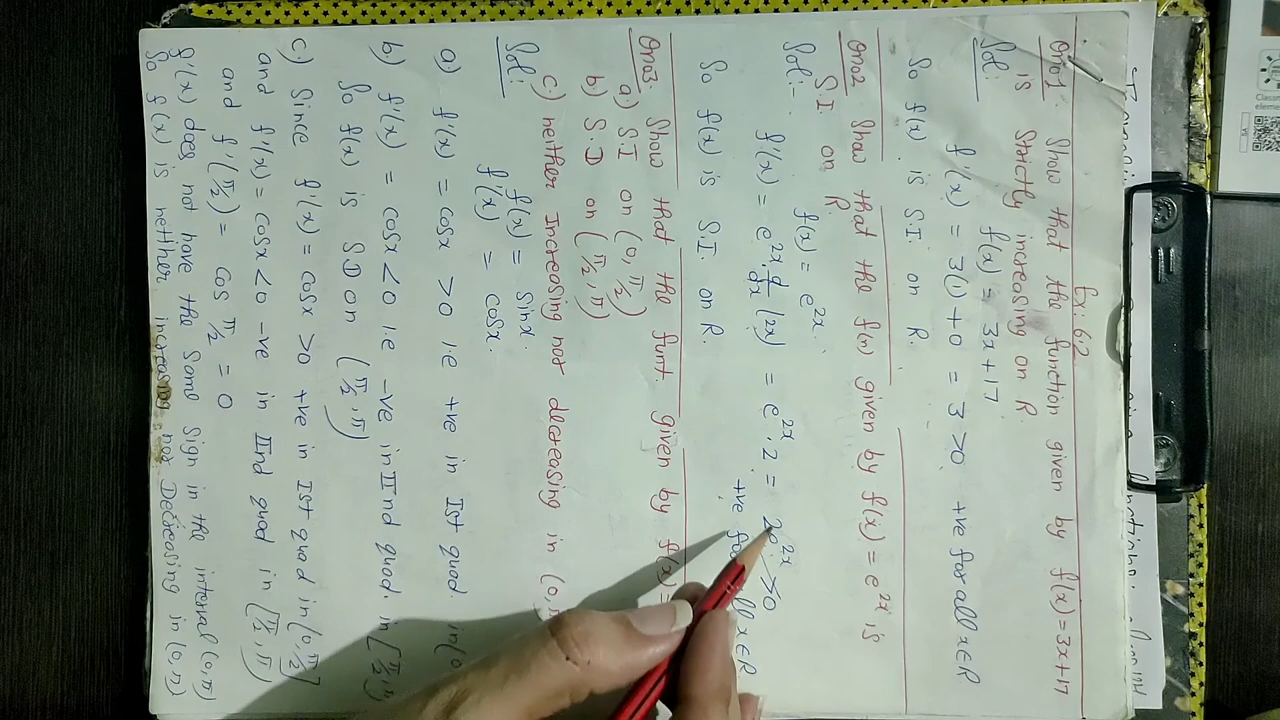 Ex: 6.2
Qno1: Show that the function given by f(x) = 3x+17
is Strictly increasing on R.
Sol: f(x) = 3x+17
f'(x) = 3(1)+0 = 3 >0 +ve for all x∈R
So f(x) is S.I. on R.
Qno2 Show that the f(n) given by f(x) = e^2x is
S.I. on R.
Sol:- f(x) = e^2x.
f'(x) = e^2x. d/dx (2x) = e^2x. 2 = 2e^2x >0
+ve all x∈R
So f(x) is S.I. on R.
Qno3: Show that the funt. given by f(x) =
a) S.I on (0, π/2)
b) S.D on (π/2, π)
c) neither Increasing not decreasing in (0,
Sol: f(x) = sinx.
f'(x) = cosx.
a) f'(x) = cosx >0 i.e +ve in Ist quad. in (0
b) f'(x) = cosx <0 i.e -ve in IInd quad. in [π/2, π)
So f(x) is S.D on (π/2, π)
c) Since f'(x) = cosx >0 +ve in Ist quad in (0, π/2]
and f'(x) = cosx <0 -ve in IInd quad in [π/2, π)
and f'(π/2) = cos π/2 = 0
f'(x) does not have the Same Sign in the interval (0, π)
So f(x) is neither increasing not Decreasing in (0, π)